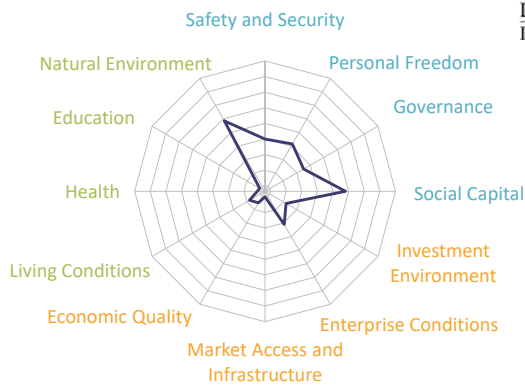 Safety and Security
Natural Environment
Personal Freedom
Education
Governance
Health
Social Capital
Investment
Environment
Living Conditions
Economic Quality
Enterprise Conditions
Market Access and
Infrastructure